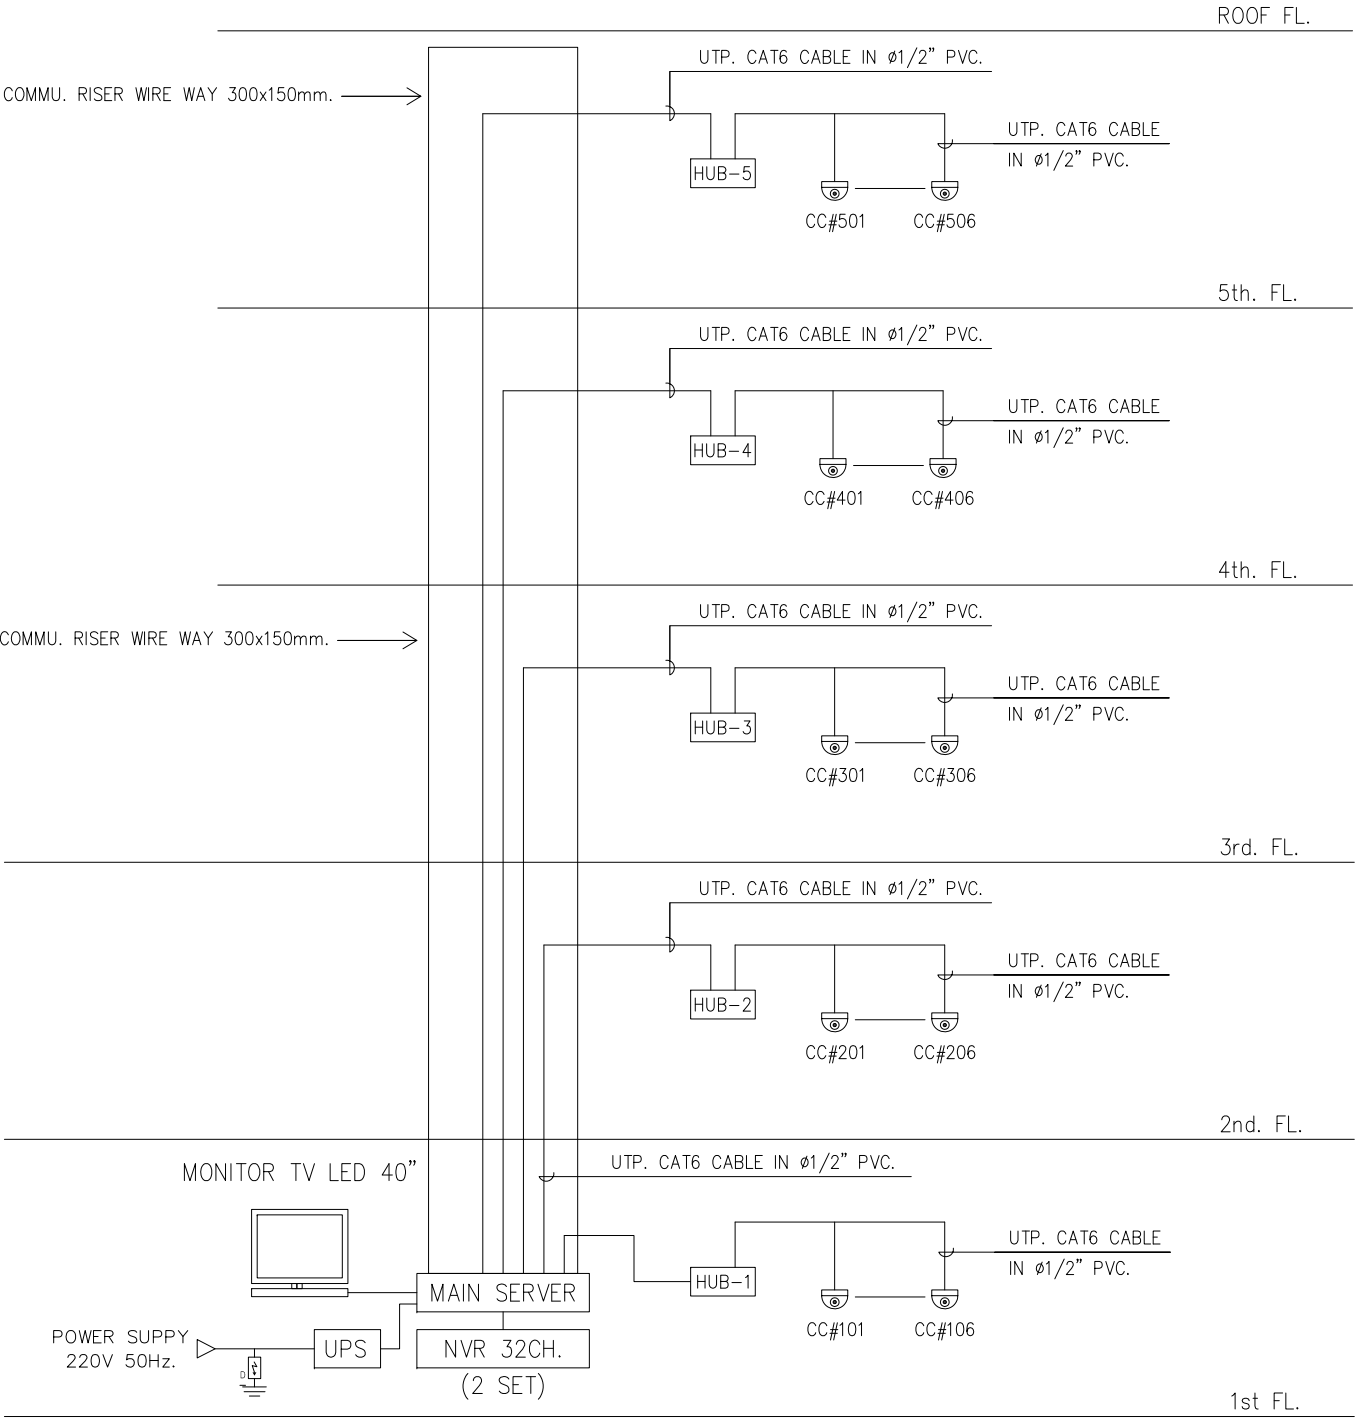 ROOF FL.
UTP. CAT6 CABLE IN ø1/2" PVC.
COMMU. RISER WIRE WAY 300x150mm.
UTP. CAT6 CABLE
IN ø1/2" PVC.
HUB-5
CC#501
CC#506
5th. FL.
UTP. CAT6 CABLE IN ø1/2" PVC.
UTP. CAT6 CABLE
IN ø1/2" PVC.
HUB-4
CC#401
CC#406
4th. FL.
UTP. CAT6 CABLE IN ø1/2" PVC.
COMMU. RISER WIRE WAY 300x150mm.
UTP. CAT6 CABLE
IN ø1/2" PVC.
HUB-3
CC#301
CC#306
3rd. FL.
UTP. CAT6 CABLE IN ø1/2" PVC.
UTP. CAT6 CABLE
IN ø1/2" PVC.
HUB-2
CC#201
CC#206
2nd. FL.
MONITOR TV LED 40"
UTP. CAT6 CABLE IN ø1/2" PVC.
UTP. CAT6 CABLE
IN ø1/2" PVC.
HUB-1
MAIN SERVER
CC#101
CC#106
POWER SUPPY
220V 50Hz.
UPS
NVR 32CH.
(2 SET)
D
1st FL.